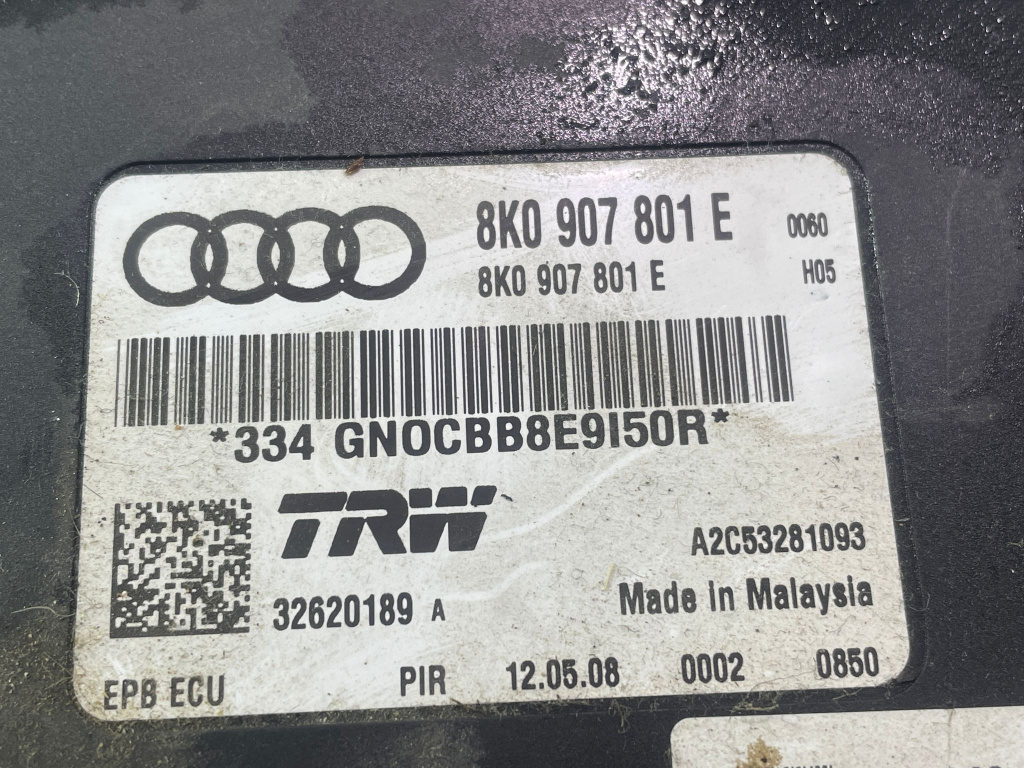 8K0 907 801 E 0060
8K0 907 801 E H05
*334 GN0CBB8E9I50R*
TRW
A2C53281093
32620189 A
Made in Malaysia
EPB ECU PIR 12.05.08 0002 0850